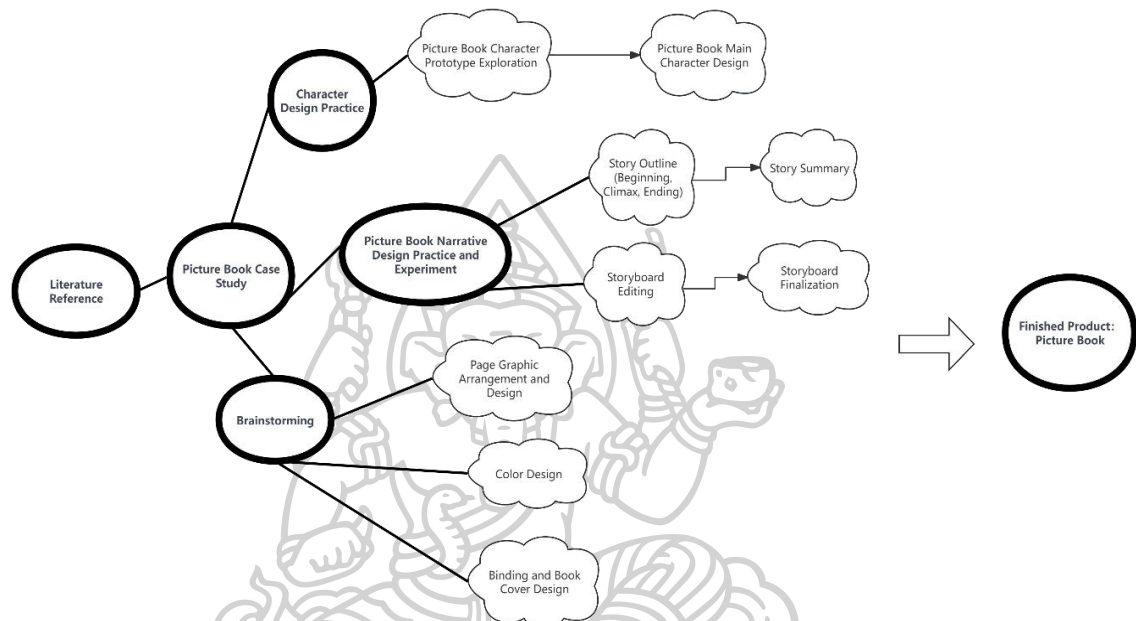 Literature
Reference
Picture Book Case
Study
Character
Design Practice
Picture Book Character
Prototype Exploration
Picture Book Main
Character Design
Picture Book Narrative
Design Practice and
Experiment
Story Outline
(Beginning,
Climax, Ending)
Story Summary
Storyboard
Editing
Storyboard
Finalization
Brainstorming
Page Graphic
Arrangement and
Design
Color Design
Binding and Book
Cover Design
Finished Product:
Picture Book